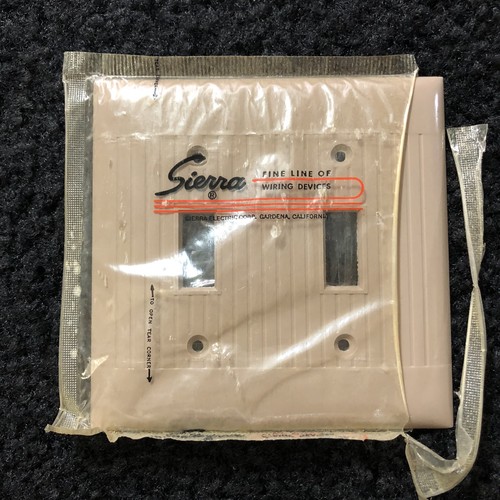 Sierra
®
FINE LINE OF
WIRING DEVICES
SIERRA ELECTRIC CORP. GARDENA, CALIFORNIA
TO OPEN TEAR CORNER